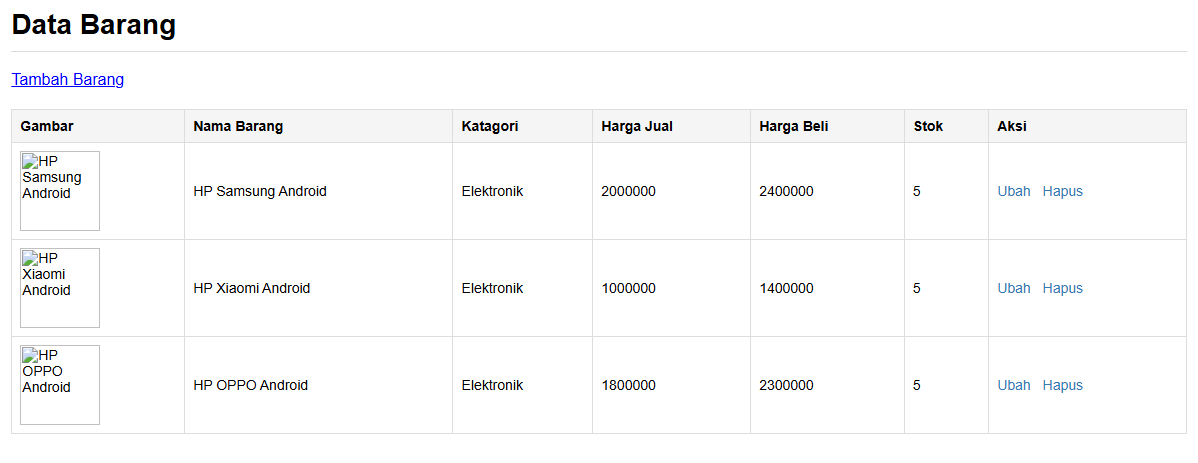 Data Barang
Tambah Barang
Gambar Nama Barang Katagori Harga Jual Harga Beli Stok Aksi
HP
Samsung
Android
HP Samsung Android Elektronik 2000000 2400000 5 Ubah Hapus
HP
Xiaomi
Android
HP Xiaomi Android Elektronik 1000000 1400000 5 Ubah Hapus
HP
OPPO
Android
HP OPPO Android Elektronik 1800000 2300000 5 Ubah Hapus